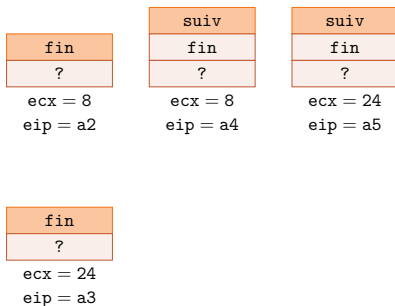 suiv suiv
fin fin fin
? ? ?
ecx = 8 ecx = 8 ecx = 24
eip = a2 eip = a4 eip = a5
fin
?
ecx = 24
eip = a3